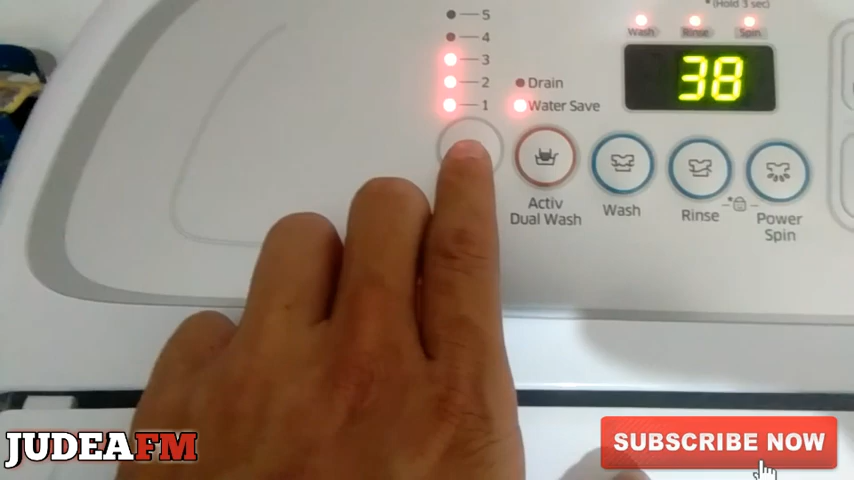 (Hold 3 sec)
5
4
3
2
1
Drain
Water Save
Wash
Rinse
Spin
38
Activ
Dual Wash
Wash
Rinse
Power
Spin
JUDEAFM
SUBSCRIBE NOW